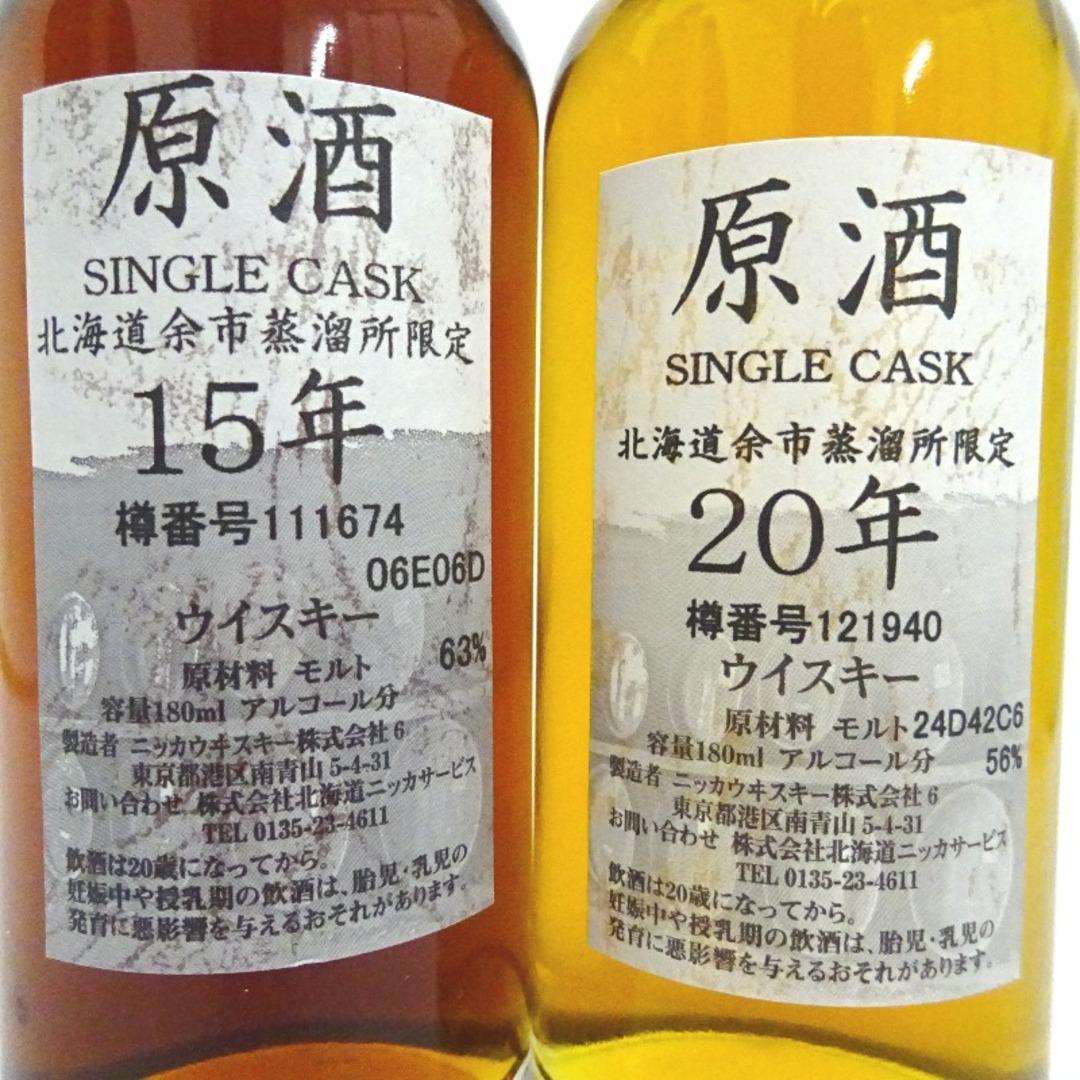 原酒
SINGLE CASK
北海道余市蒸溜所限定
15年
樽番号111674
06E06D
ウイスキー
63%
原材料 モルト
容量180ml アルコール分
製造者 ニッカウヰスキー株式会社 6
東京都港区南青山 5-4-31
お問い合わせ 株式会社北海道ニッカサービス
TEL 0135-23-4611
飲酒は20歳になってから。
妊娠中や授乳期の飲酒は、胎児・乳児の
発育に悪影響を与えるおそれがあります。
原酒
SINGLE CASK
北海道余市蒸溜所限定
20年
樽番号121940
ウイスキー
原材料 モルト24D42C6
容量180ml アルコール分 56%
製造者 ニッカウヰスキー株式会社 6
東京都港区南青山 5-4-31
お問い合わせ 株式会社北海道ニッカサービス
TEL 0135-23-4611
飲酒は20歳になってから。
妊娠中や授乳期の飲酒は、胎児・乳児の
発育に悪影響を与えるおそれがあります。